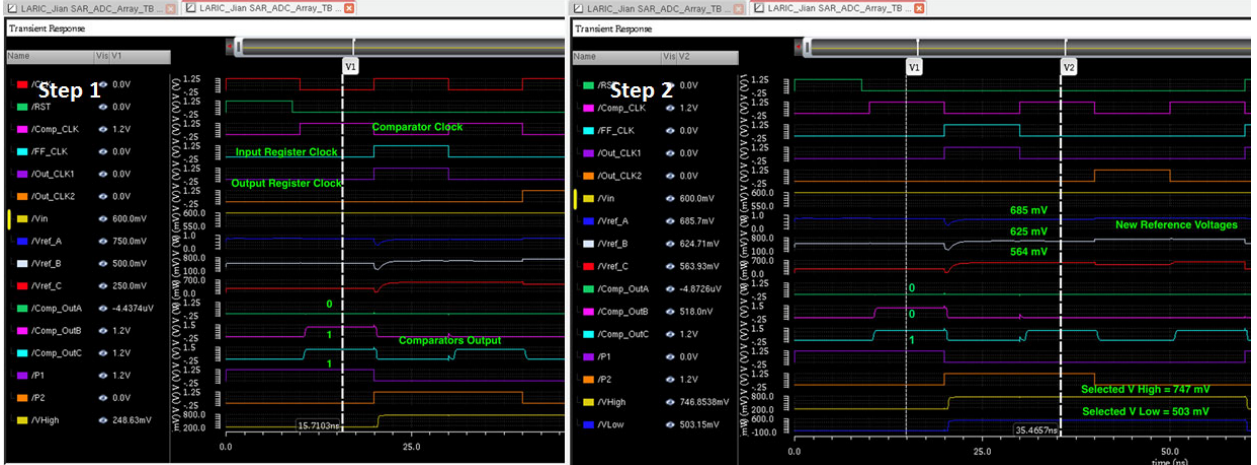 LARIC_Jian SAR_ADC_Array_TB ...
LARIC_Jian SAR_ADC_Array_TB ...
Transient Response
Name Vis V1
V1
Step 1
/CLK 0.0V
/RST 0.0V
/Comp_CLK 1.2V
/FF_CLK 0.0V
/Out_CLK1 0.0V
/Out_CLK2 0.0V
/Vin 600.0mV
/Vref_A 750.0mV
/Vref_B 500.0mV
/Vref_C 250.0mV
/Comp_OutA -4.4374uV
/Comp_OutB 1.2V
/Comp_OutC 1.2V
/P1 1.2V
/P2 0.0V
/VHigh 248.63mV
Comparator Clock
Input Register Clock
Output Register Clock
0
1
Comparators Output
1
15.7103ns
0.0 25.0
LARIC_Jian SAR_ADC_Array_TB ...
LARIC_Jian SAR_ADC_Array_TB ...
Transient Response
Name Vis V2
V1 V2
Step 2
/RST 0.0V
/Comp_CLK 1.2V
/FF_CLK 0.0V
/Out_CLK1 0.0V
/Out_CLK2 0.0V
/Vin 600.0mV
/Vref_A 685.7mV
/Vref_B 624.71mV
/Vref_C 563.93mV
/Comp_OutA -4.8726uV
/Comp_OutB 518.0nV
/Comp_OutC 1.2V
/P1 0.0V
/P2 1.2V
/VHigh 746.8538mV
/VLow 503.15mV
685 mV
New Reference Voltages
625 mV
564 mV
0
0
1
Selected V High = 747 mV
Selected V Low = 503 mV
35.4657ns
0.0 25.0 50.0
time (ns)